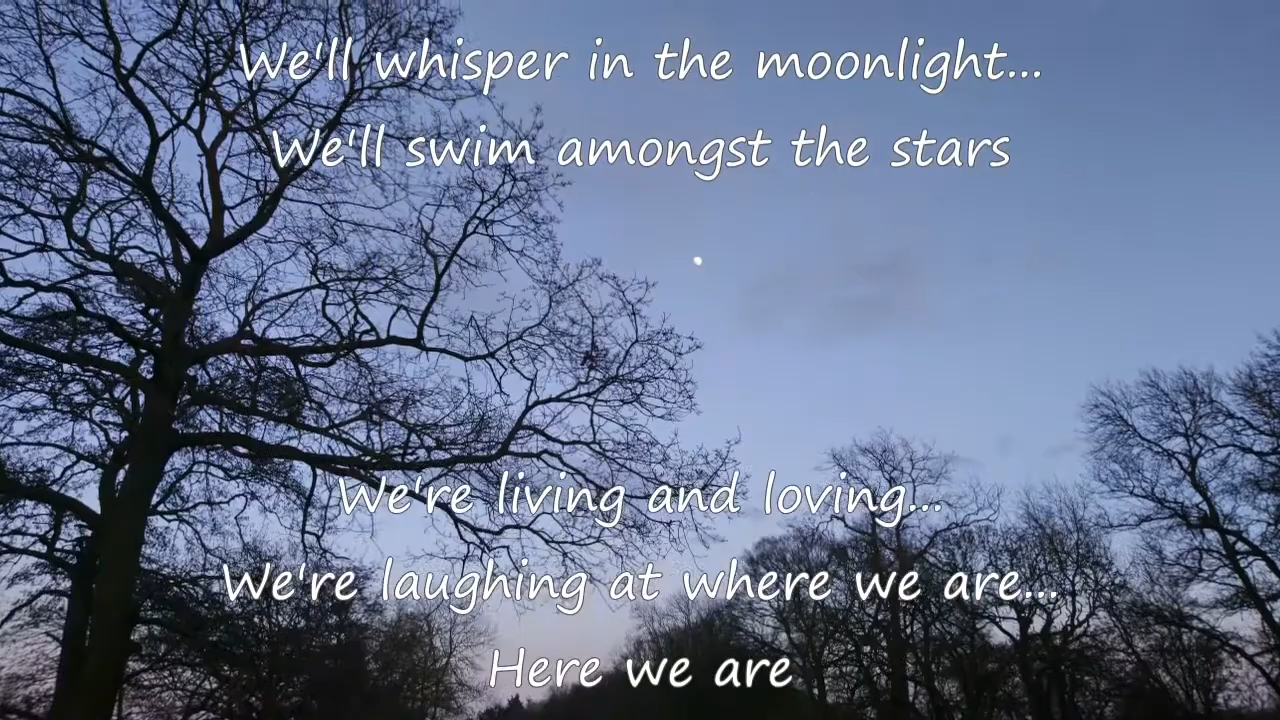 We'll whisper in the moonlight...
We'll swim amongst the stars
We're living and loving...
We're laughing at where we are...
Here we are